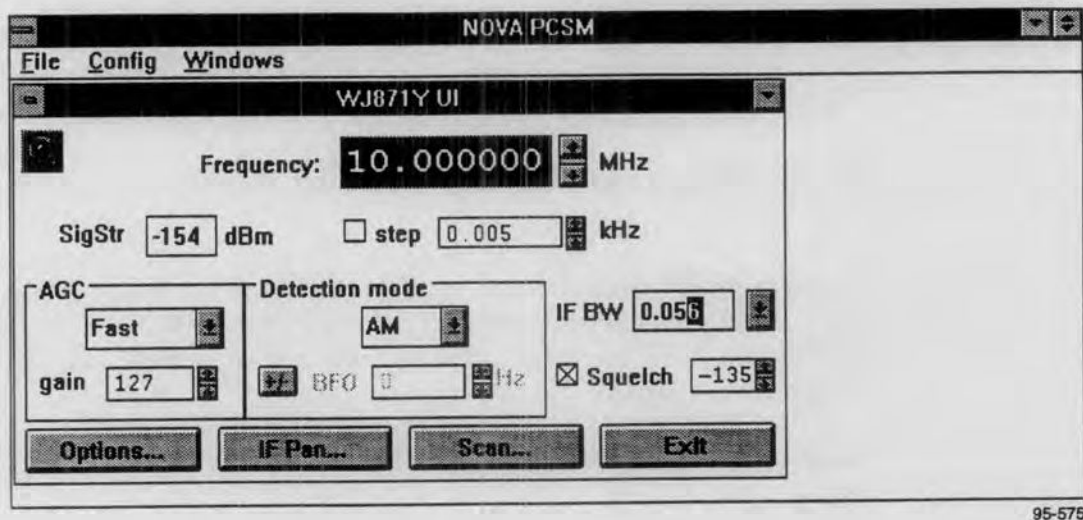 NOVA PCSM
File Config Windows
WJ871Y UI
Frequency: 10.000000 MHz
SigStr -154 dBm step 0.005 kHz
AGC
Detection mode
Fast
AM
IF BW 0.056
gain 127
+/- BFO 0 Hz
Squelch -135
Options... IF Pan... Scan... Exit
95-575